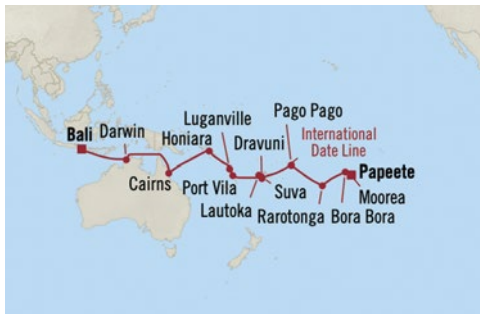 Pago Pago
Luganville
International
Date Line
Bali
Darwin
Honiara
Dravuni
Papeete
Cairns
Port Vila
Suva
Moorea
Lautoka
Rarotonga
Bora Bora